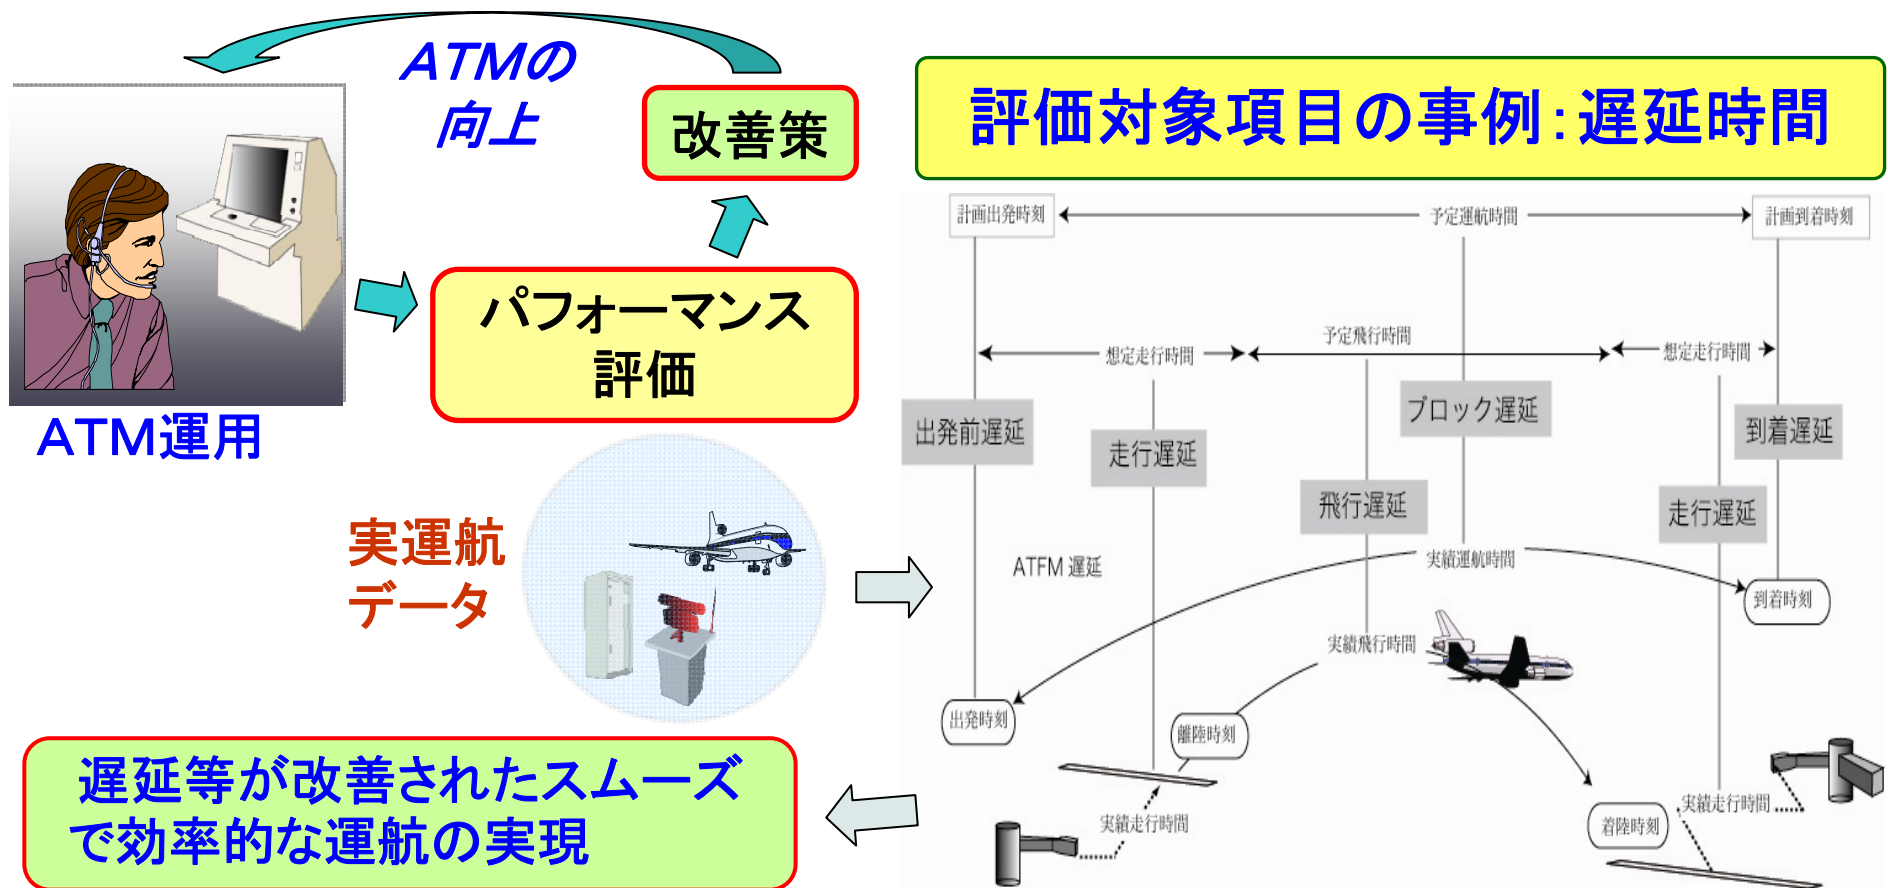 ATMの
向上
改善策
パフォーマンス
評価
ATM運用
実運航
データ
遅延等が改善されたスムーズ
で効率的な運航の実現
評価対象項目の事例:遅延時間
計画出発時刻
予定運航時間
計画到着時刻
想定走行時間
予定飛行時間
想定走行時間
出発前遅延
走行遅延
飛行遅延
ブロック遅延
走行遅延
到着遅延
ATFM 遅延
実績運航時間
到着時刻
実績飛行時間
出発時刻
離陸時刻
実績走行時間
着陸時刻
実績走行時間